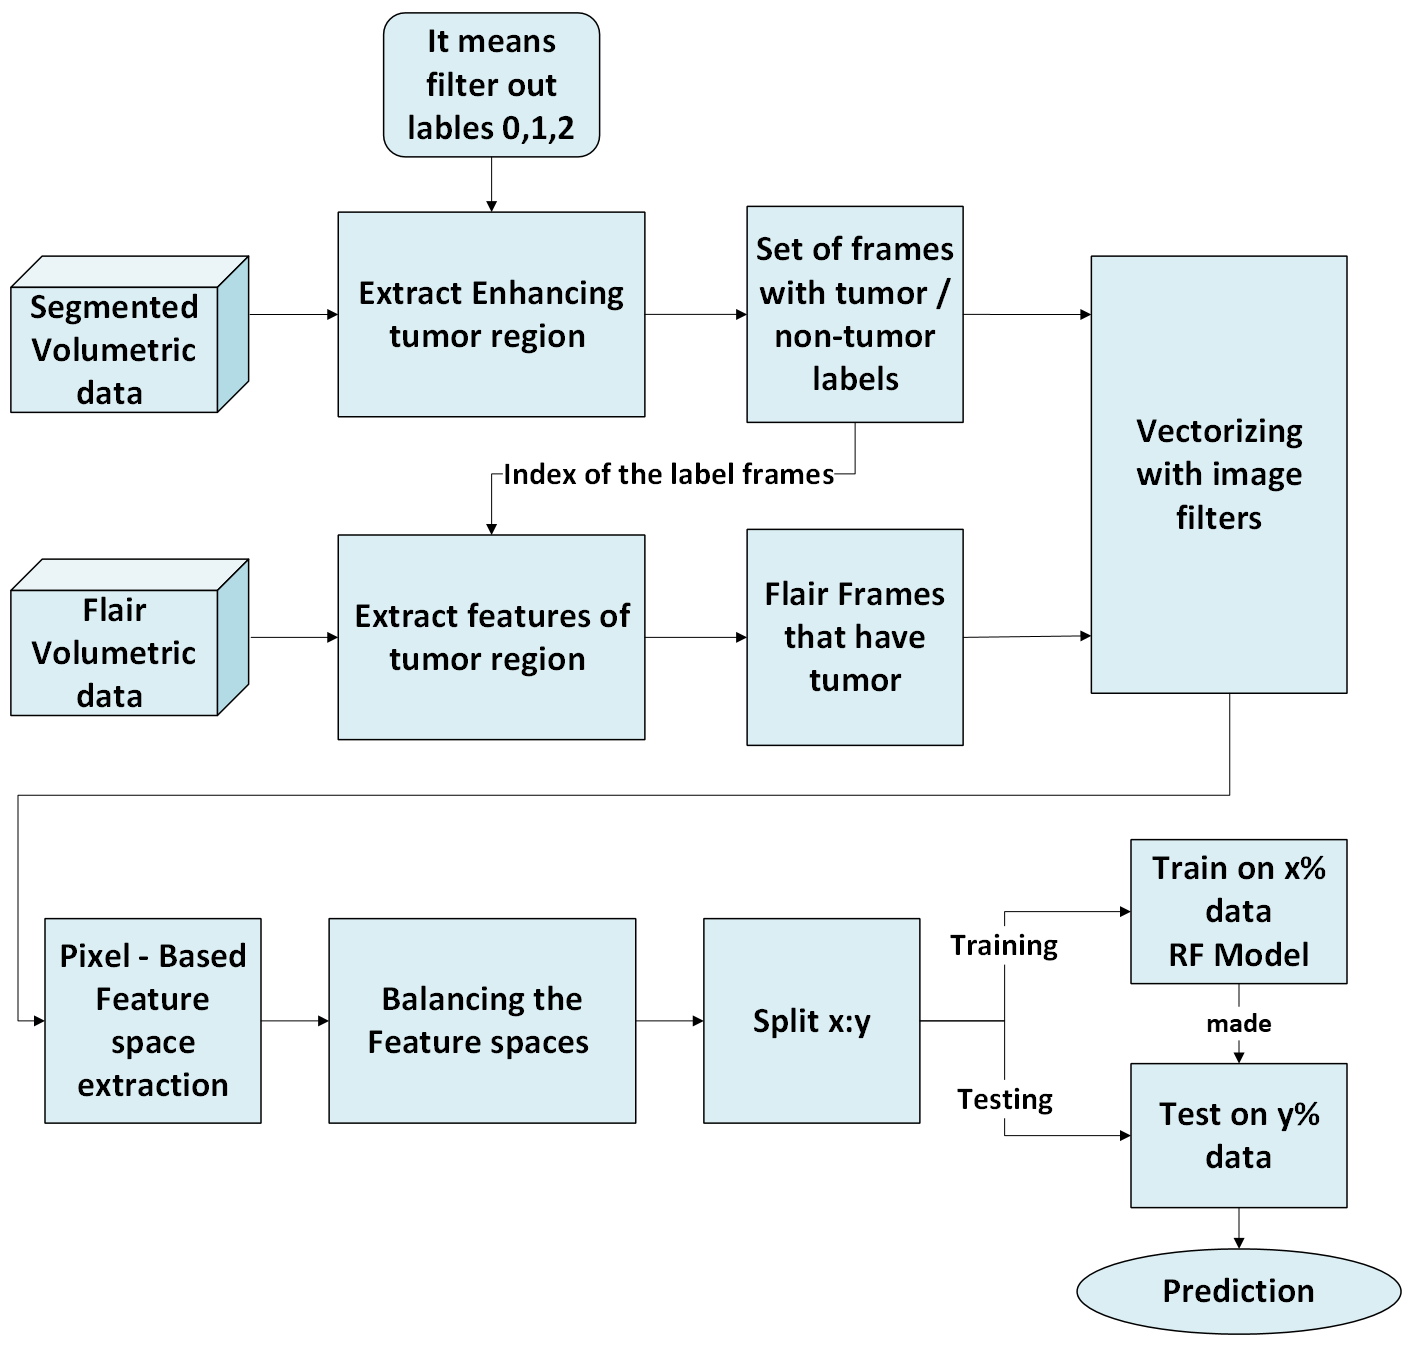 It means
filter out
lables 0,1,2
Segmented
Volumetric
data
Extract Enhancing
tumor region
Set of frames
with tumor /
non-tumor
labels
Index of the label frames
Flair
Volumetric
data
Extract features of
tumor region
Flair Frames
that have
tumor
Vectorizing
with image
filters
Pixel - Based
Feature
space
extraction
Balancing the
Feature spaces
Split x:y
Training
Testing
Train on x%
data
RF Model
made
Test on y%
data
Prediction